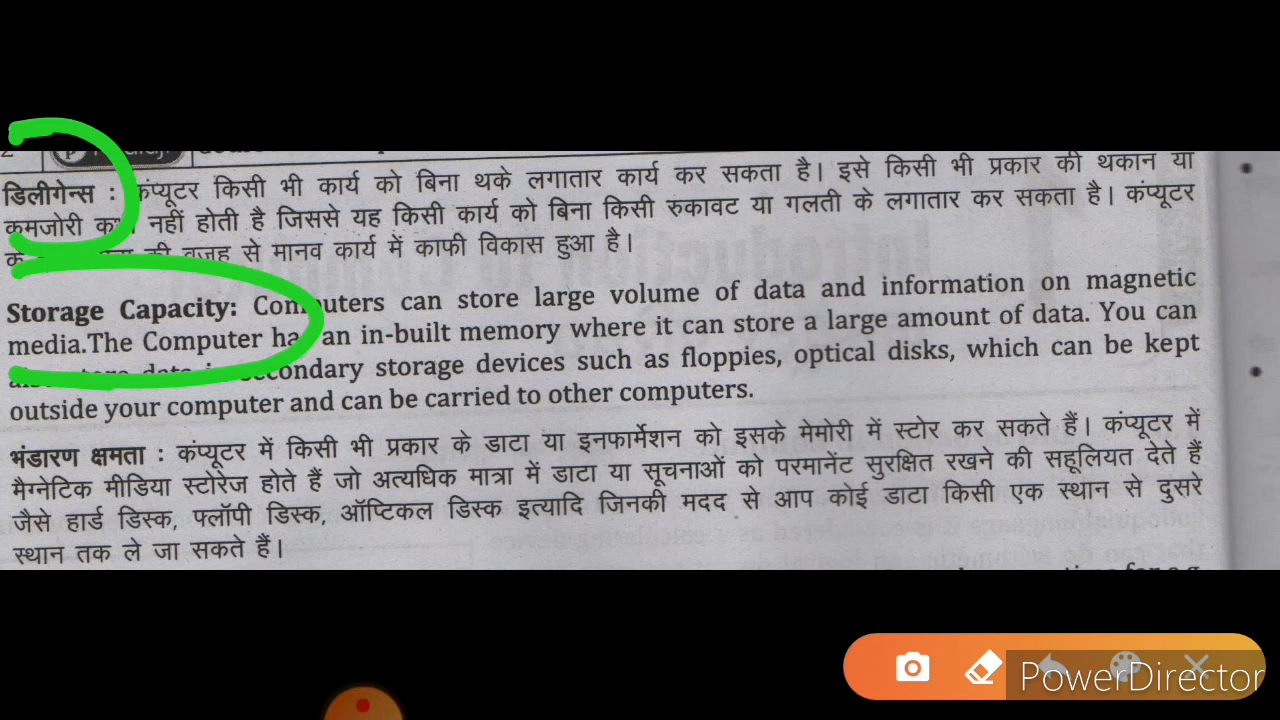 डिलीगेन्स : कंप्यूटर किसी भी कार्य को बिना थके लगातार कार्य कर सकता है। इसे किसी भी प्रकार की थकान या
कमजोरी नहीं होती है जिससे यह किसी कार्य को बिना किसी रुकावट या गलती के लगातार कर सकता है। कंप्यूटर
की वजह से मानव कार्य में काफी विकास हुआ है।
Storage Capacity: Computers can store large volume of data and information on magnetic
media.The Computer has an in-built memory where it can store a large amount of data. You can
data in secondary storage devices such as floppies, optical disks, which can be kept
outside your computer and can be carried to other computers.
भंडारण क्षमता : कंप्यूटर में किसी भी प्रकार के डाटा या इनफार्मेशन को इसके मेमोरी में स्टोर कर सकते हैं। कंप्यूटर में
मैग्नेटिक मीडिया स्टोरेज होते हैं जो अत्यधिक मात्रा में डाटा या सूचनाओं को परमानेंट सुरक्षित रखने की सहूलियत देते हैं
जैसे हार्ड डिस्क, फ्लॉपी डिस्क, ऑप्टिकल डिस्क इत्यादि जिनकी मदद से आप कोई डाटा किसी एक स्थान से दुसरे
स्थान तक ले जा सकते हैं।
PowerDirector